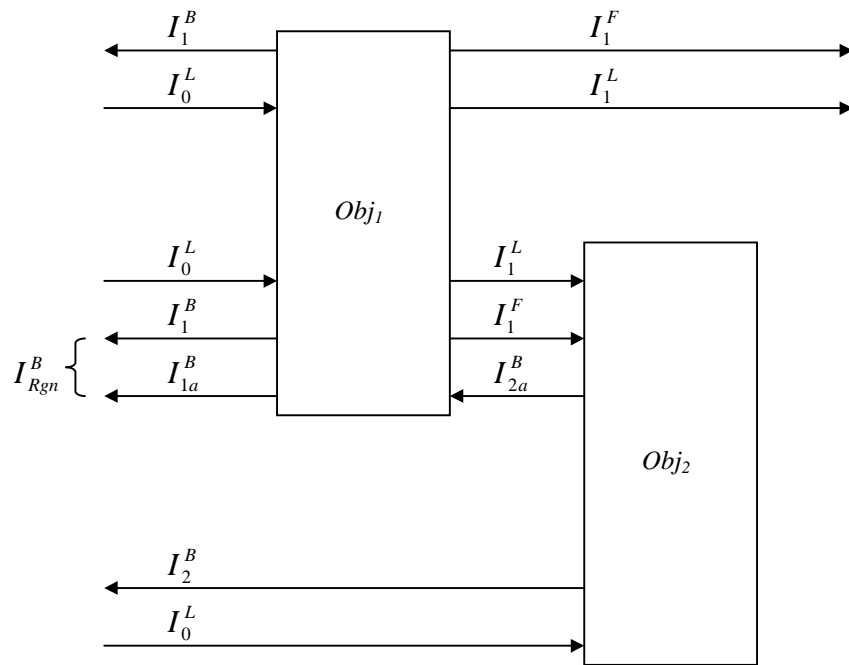 I_1^B I_1^F
I_0^L I_1^L
Obj_1
I_0^L I_1^L
I_1^B I_1^F
I_Rgn^B I_1a^B I_2a^B
Obj_2
I_2^B
I_0^L